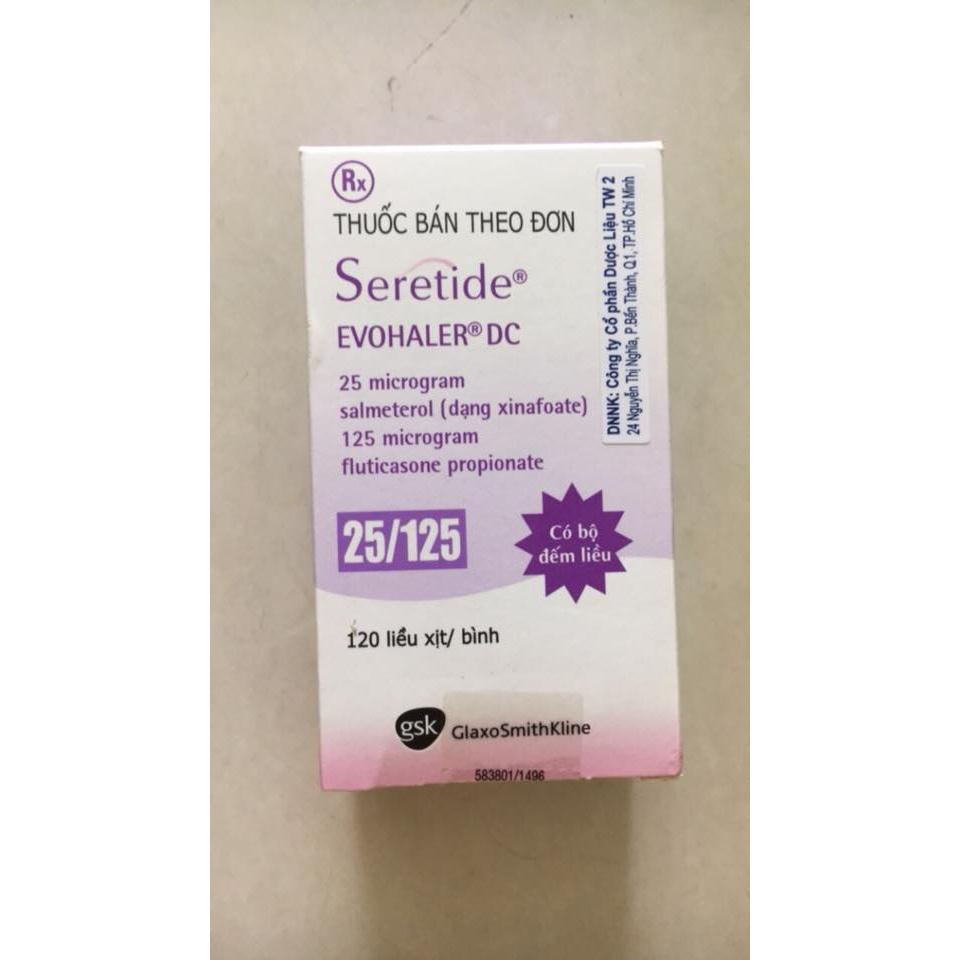 Rx
THUỐC BÁN THEO ĐƠN
Seretide®
EVOHALER® DC
25 microgram
salmeterol (dạng xinafoate)
125 microgram
fluticasone propionate
25/125
Có bộ
đếm liều
120 liều xịt/ bình
gsk GlaxoSmithKline
583801/1496
DNNK: Công ty Cổ phần Dược Liệu TW 2
24 Nguyễn Thị Nghĩa, P.Bến Thành, Q1, TP.Hồ Chí Minh